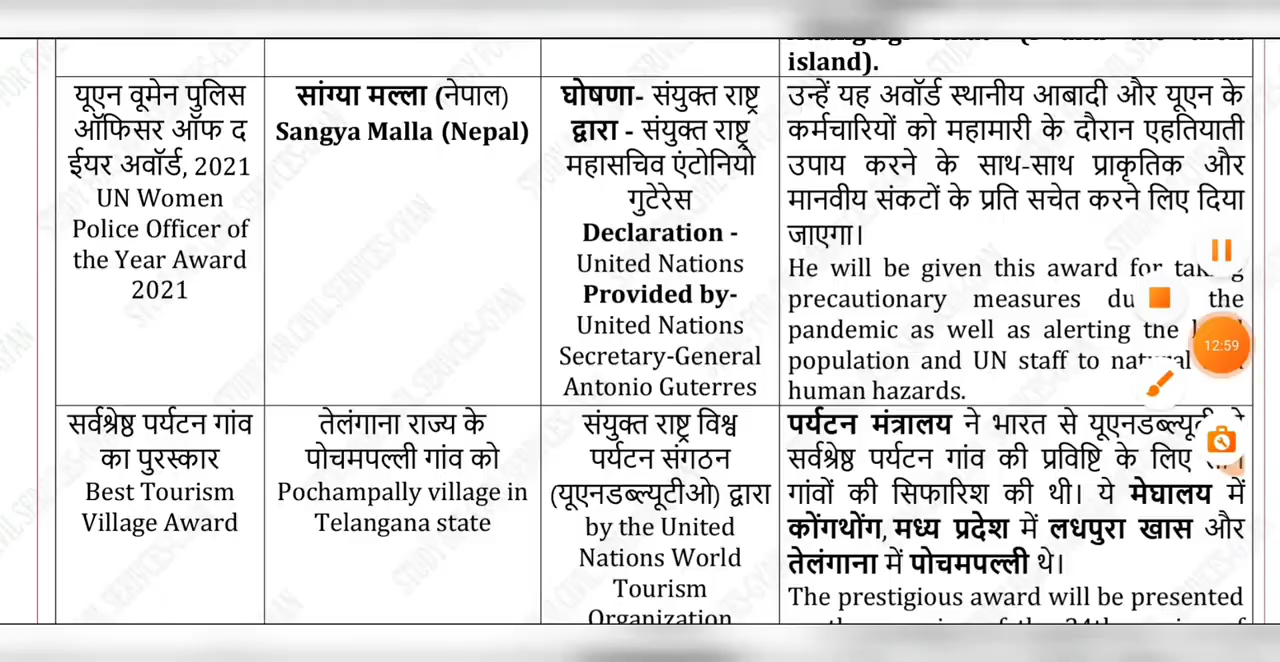 island).
यूएन वूमेन पुलिस
ऑफिसर ऑफ द
ईयर अवॉर्ड, 2021
UN Women
Police Officer of
the Year Award
2021
सांग्या मल्ला (नेपाल)
Sangya Malla (Nepal)
घोषणा- संयुक्त राष्ट्र
द्वारा - संयुक्त राष्ट्र
महासचिव एंटोनियो
गुटेरेस
Declaration -
United Nations
Provided by-
United Nations
Secretary-General
Antonio Guterres
उन्हें यह अवॉर्ड स्थानीय आबादी और यूएन के
कर्मचारियों को महामारी के दौरान एहतियाती
उपाय करने के साथ-साथ प्राकृतिक और
मानवीय संकटों के प्रति सचेत करने लिए दिया
जाएगा।
He will be given this award for
precautionary measures the
pandemic as well as alerting the
population and UN staff to
human hazards.
12:59
सर्वश्रेष्ठ पर्यटन गांव
का पुरस्कार
Best Tourism
Village Award
तेलंगाना राज्य के
पोचमपल्ली गांव को
Pochampally village in
Telangana state
संयुक्त राष्ट्र विश्व
पर्यटन संगठन
(यूएनडब्ल्यूटीओ) द्वारा
by the United
Nations World
Tourism
Organization
पर्यटन मंत्रालय ने भारत से
सर्वश्रेष्ठ पर्यटन गांव की प्रविष्टि के लिए
गांवों की सिफारिश की थी। ये मेघालय में
कोंगथोंग, मध्य प्रदेश में लधपुरा खास और
तेलंगाना में पोचमपल्ली थे।
The prestigious award will be presented